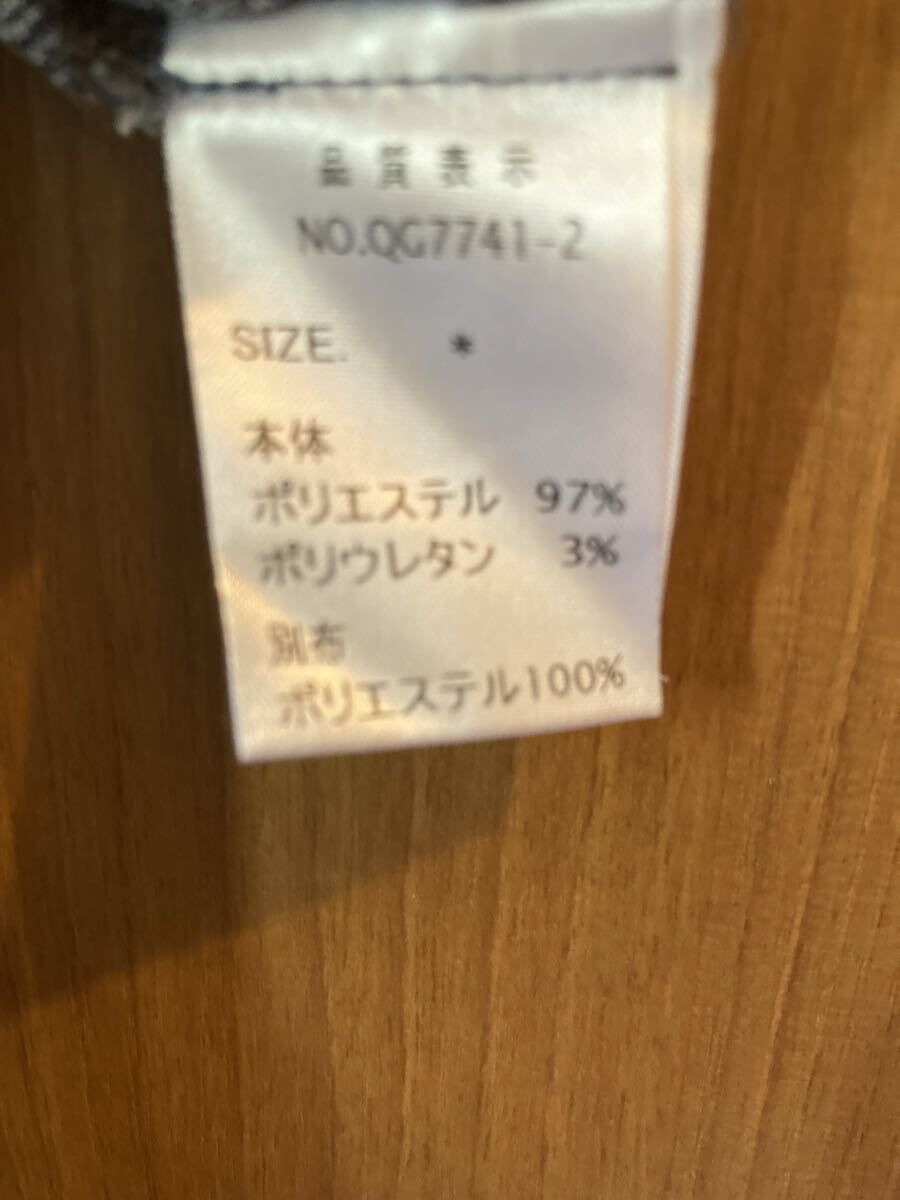 品質表示
NO.QG7741-2
SIZE. *
本体
ポリエステル 97%
ポリウレタン 3%
別布
ポリエステル100%